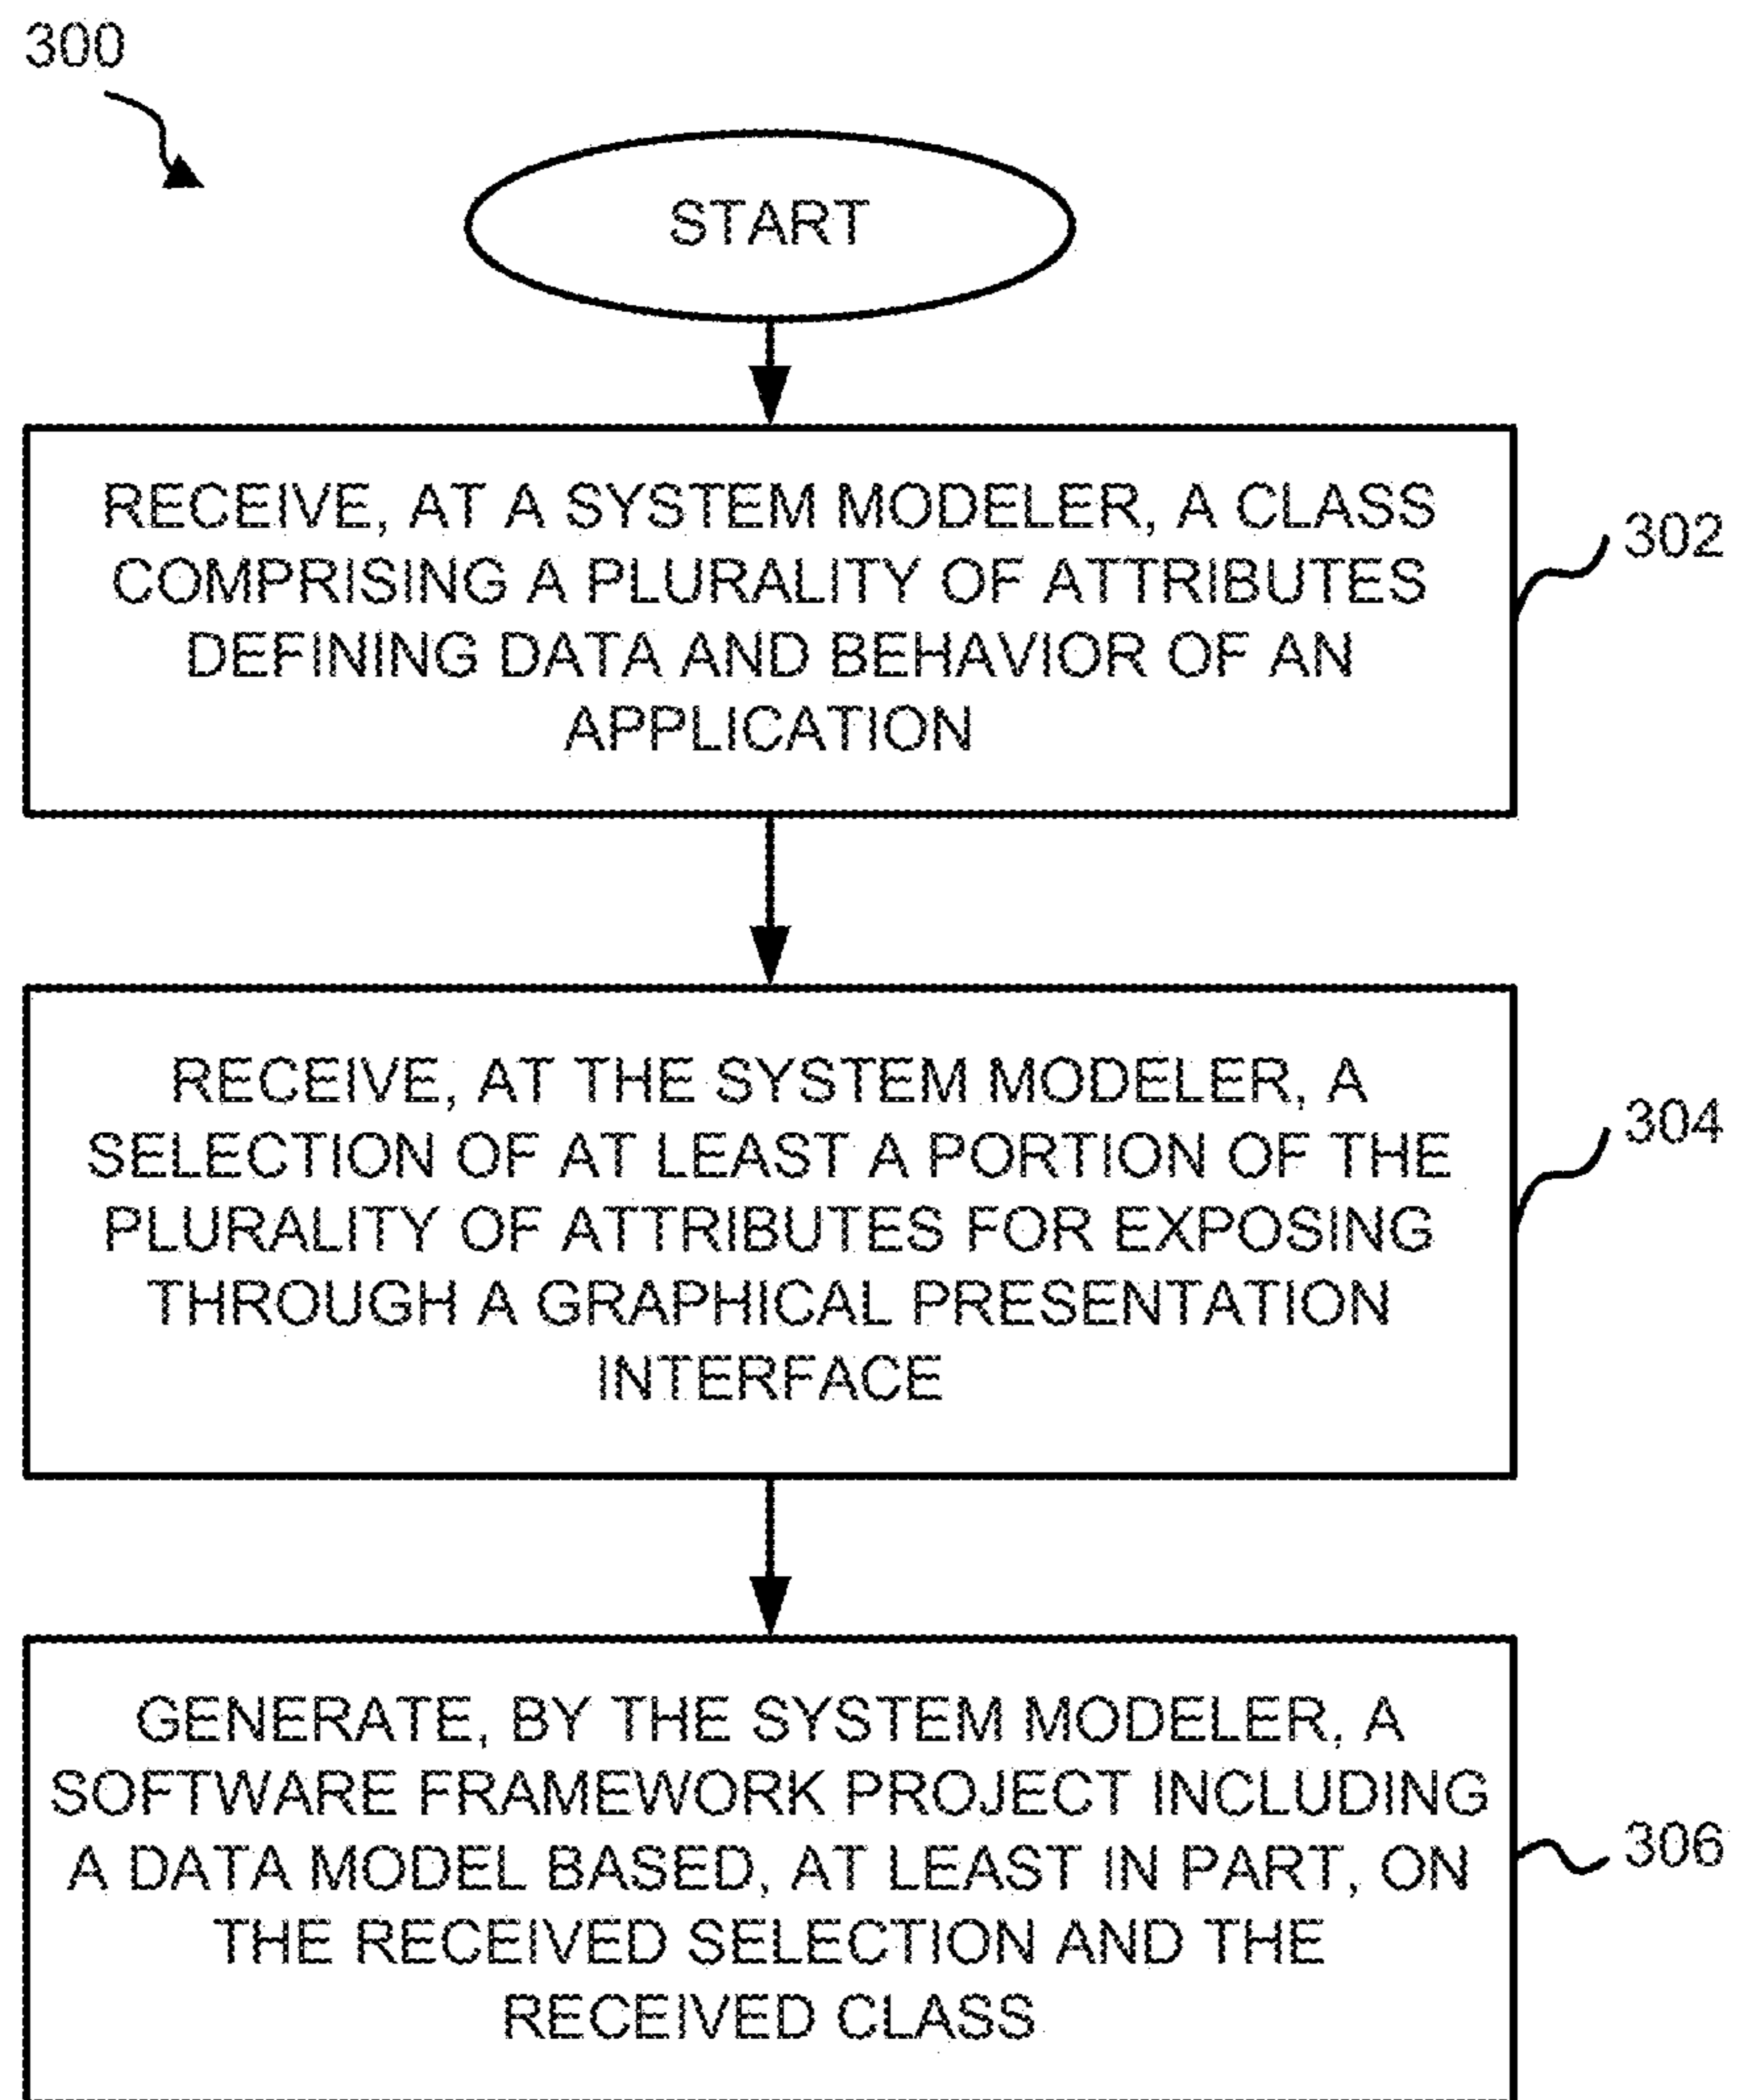 300
START
RECEIVE, AT A SYSTEM MODELER, A CLASS
COMPRISING A PLURALITY OF ATTRIBUTES
DEFINING DATA AND BEHAVIOR OF AN
APPLICATION
302
RECEIVE, AT THE SYSTEM MODELER, A
SELECTION OF AT LEAST A PORTION OF THE
PLURALITY OF ATTRIBUTES FOR EXPOSING
THROUGH A GRAPHICAL PRESENTATION
INTERFACE
304
GENERATE, BY THE SYSTEM MODELER, A
SOFTWARE FRAMEWORK PROJECT INCLUDING
A DATA MODEL BASED, AT LEAST IN PART, ON
THE RECEIVED SELECTION AND THE
RECEIVED CLASS
306